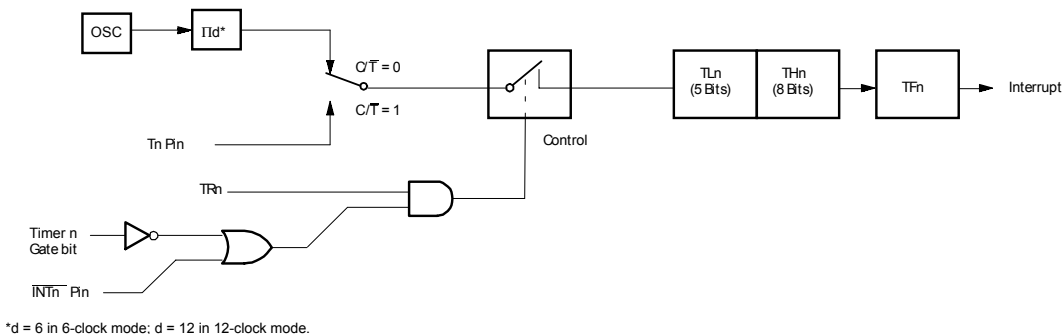 OSC
Πd*
C/T̅ = 0
C/T̅ = 1
Tn Pin
TLn
(5 Bits)
THn
(8 Bits)
TFn
Interrupt
Control
TRn
Timer n
Gate bit
I̅N̅T̅n̅ Pin
*d = 6 in 6-clock mode; d = 12 in 12-clock mode.